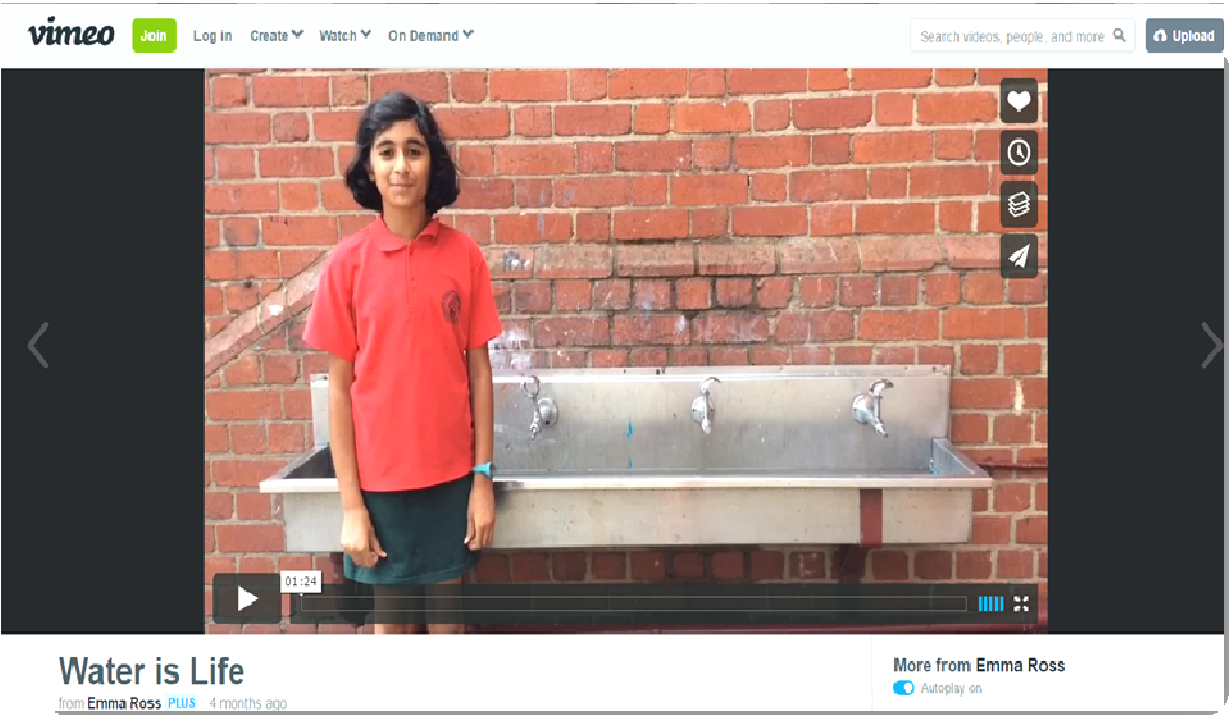 vimeo Join Log in Create Watch On Demand Search videos, people, and more Upload
01:24
Water is Life
from Emma Ross PLUS 4 months ago
More from Emma Ross
Autoplay on